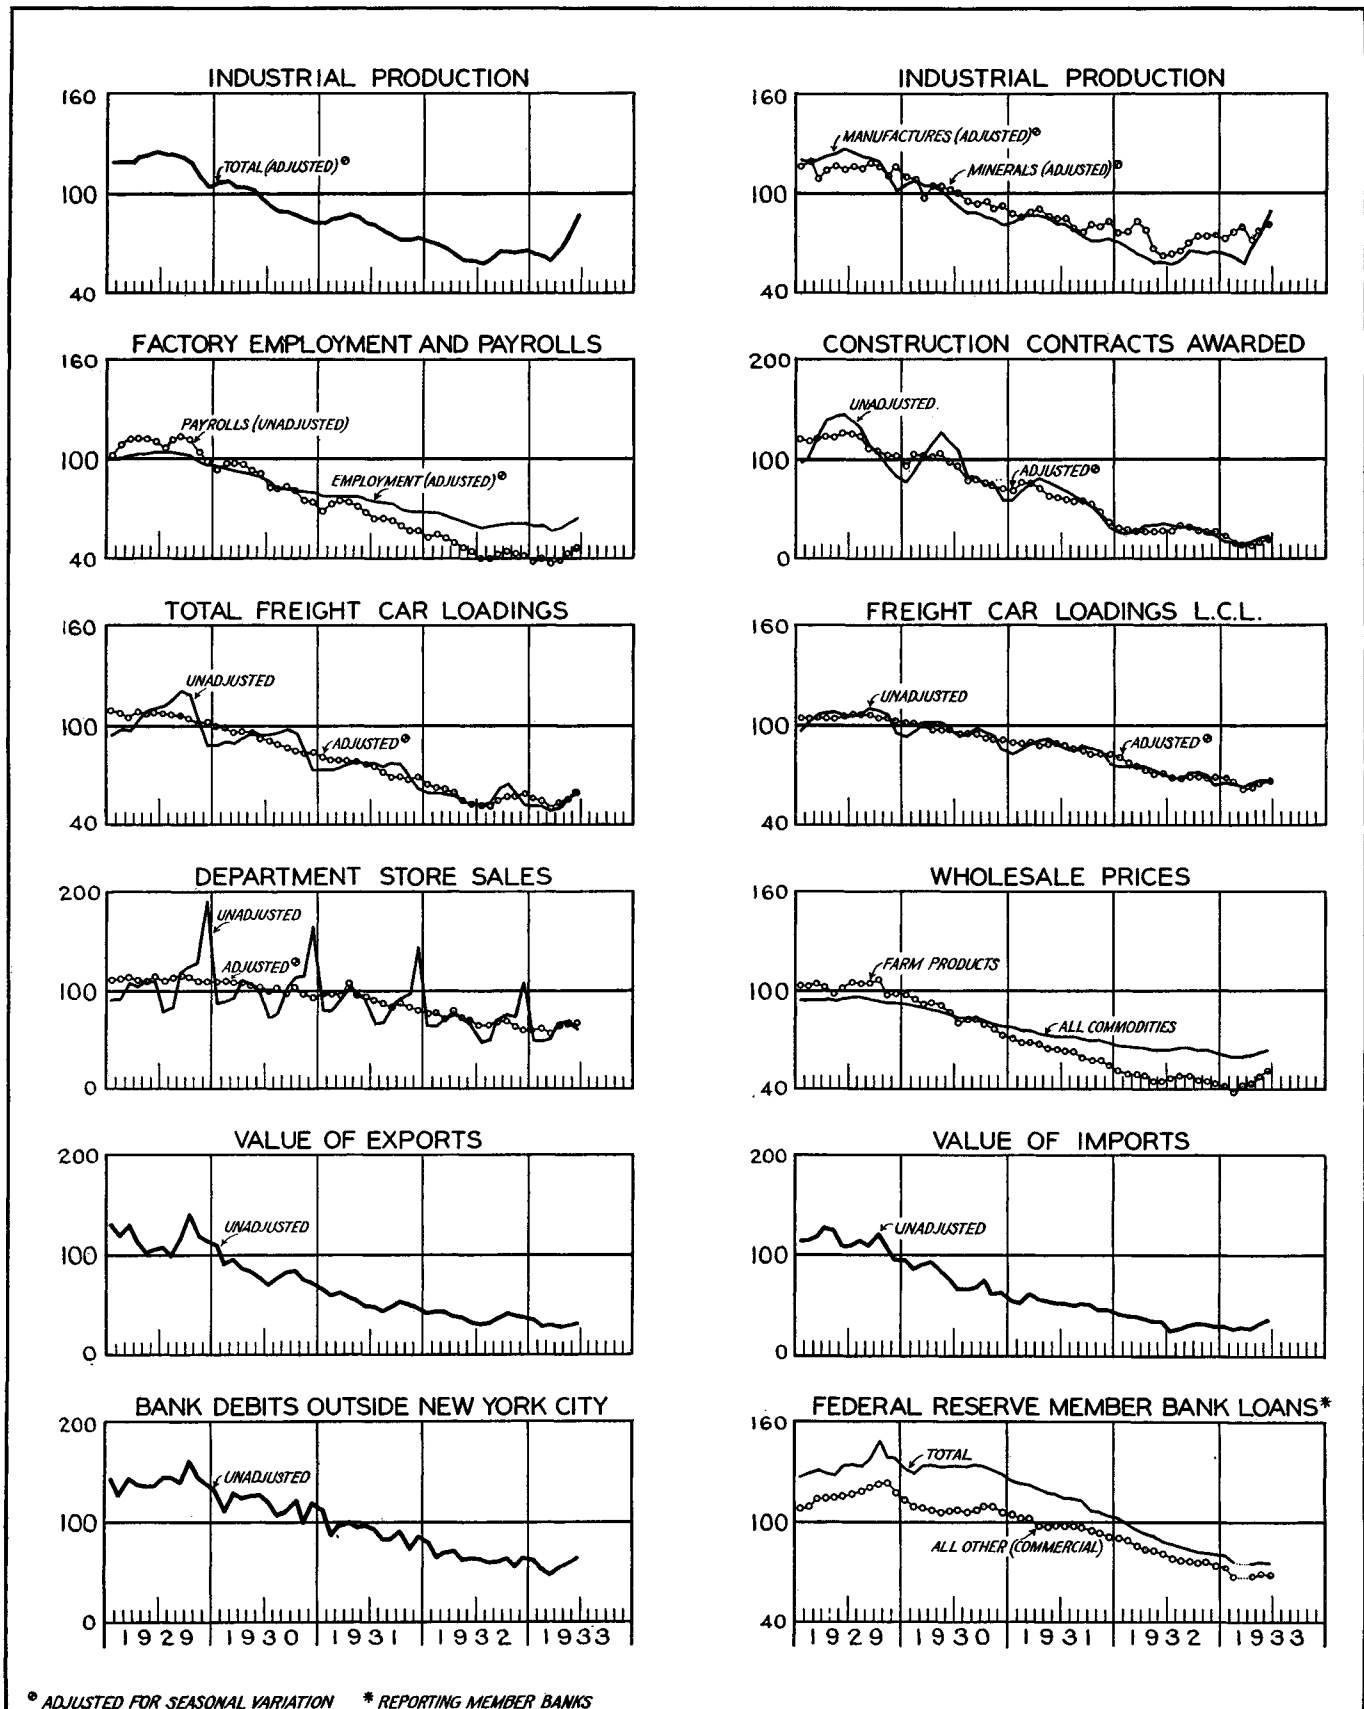 INDUSTRIAL PRODUCTION
160
TOTAL (ADJUSTED)⊘
100
40
INDUSTRIAL PRODUCTION
160
MANUFACTURES (ADJUSTED)⊘
MINERALS (ADJUSTED)⊘
100
40
FACTORY EMPLOYMENT AND PAYROLLS
160
PAYROLLS (UNADJUSTED)
100
EMPLOYMENT (ADJUSTED)⊘
40
CONSTRUCTION CONTRACTS AWARDED
200
UNADJUSTED.
100
ADJUSTED⊘
0
TOTAL FREIGHT CAR LOADINGS
160
UNADJUSTED
100
ADJUSTED⊘
40
FREIGHT CAR LOADINGS L.C.L.
160
UNADJUSTED
100
ADJUSTED⊘
40
DEPARTMENT STORE SALES
200
UNADJUSTED
ADJUSTED⊘
100
0
WHOLESALE PRICES
160
FARM PRODUCTS
100
ALL COMMODITIES
40
VALUE OF EXPORTS
200
UNADJUSTED
100
0
VALUE OF IMPORTS
200
UNADJUSTED
100
0
BANK DEBITS OUTSIDE NEW YORK CITY
200
UNADJUSTED
100
0
1929 1930 1931 1932 1933
FEDERAL RESERVE MEMBER BANK LOANS*
160
TOTAL
100
ALL OTHER (COMMERCIAL)
40
1929 1930 1931 1932 1933
⊘ ADJUSTED FOR SEASONAL VARIATION * REPORTING MEMBER BANKS